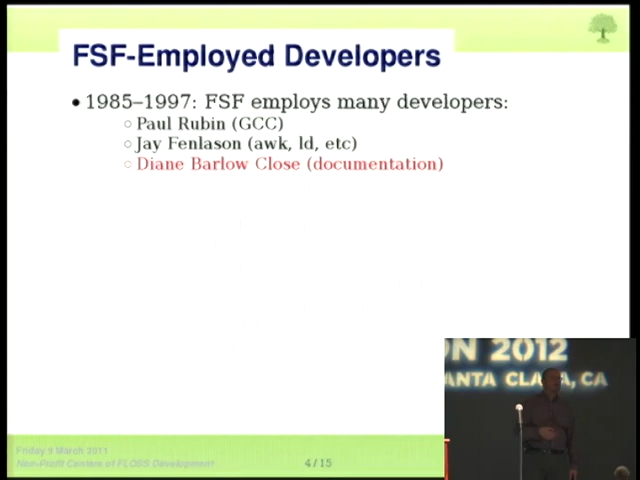 FSF-Employed Developers
• 1985–1997: FSF employs many developers:
○ Paul Rubin (GCC)
○ Jay Fenlason (awk, ld, etc)
○ Diane Barlow Close (documentation)
ON 2012
ANTA CLARA, CA
Friday 9 March 2011
Non-Profit Centers of FLOSS Development
4 / 15